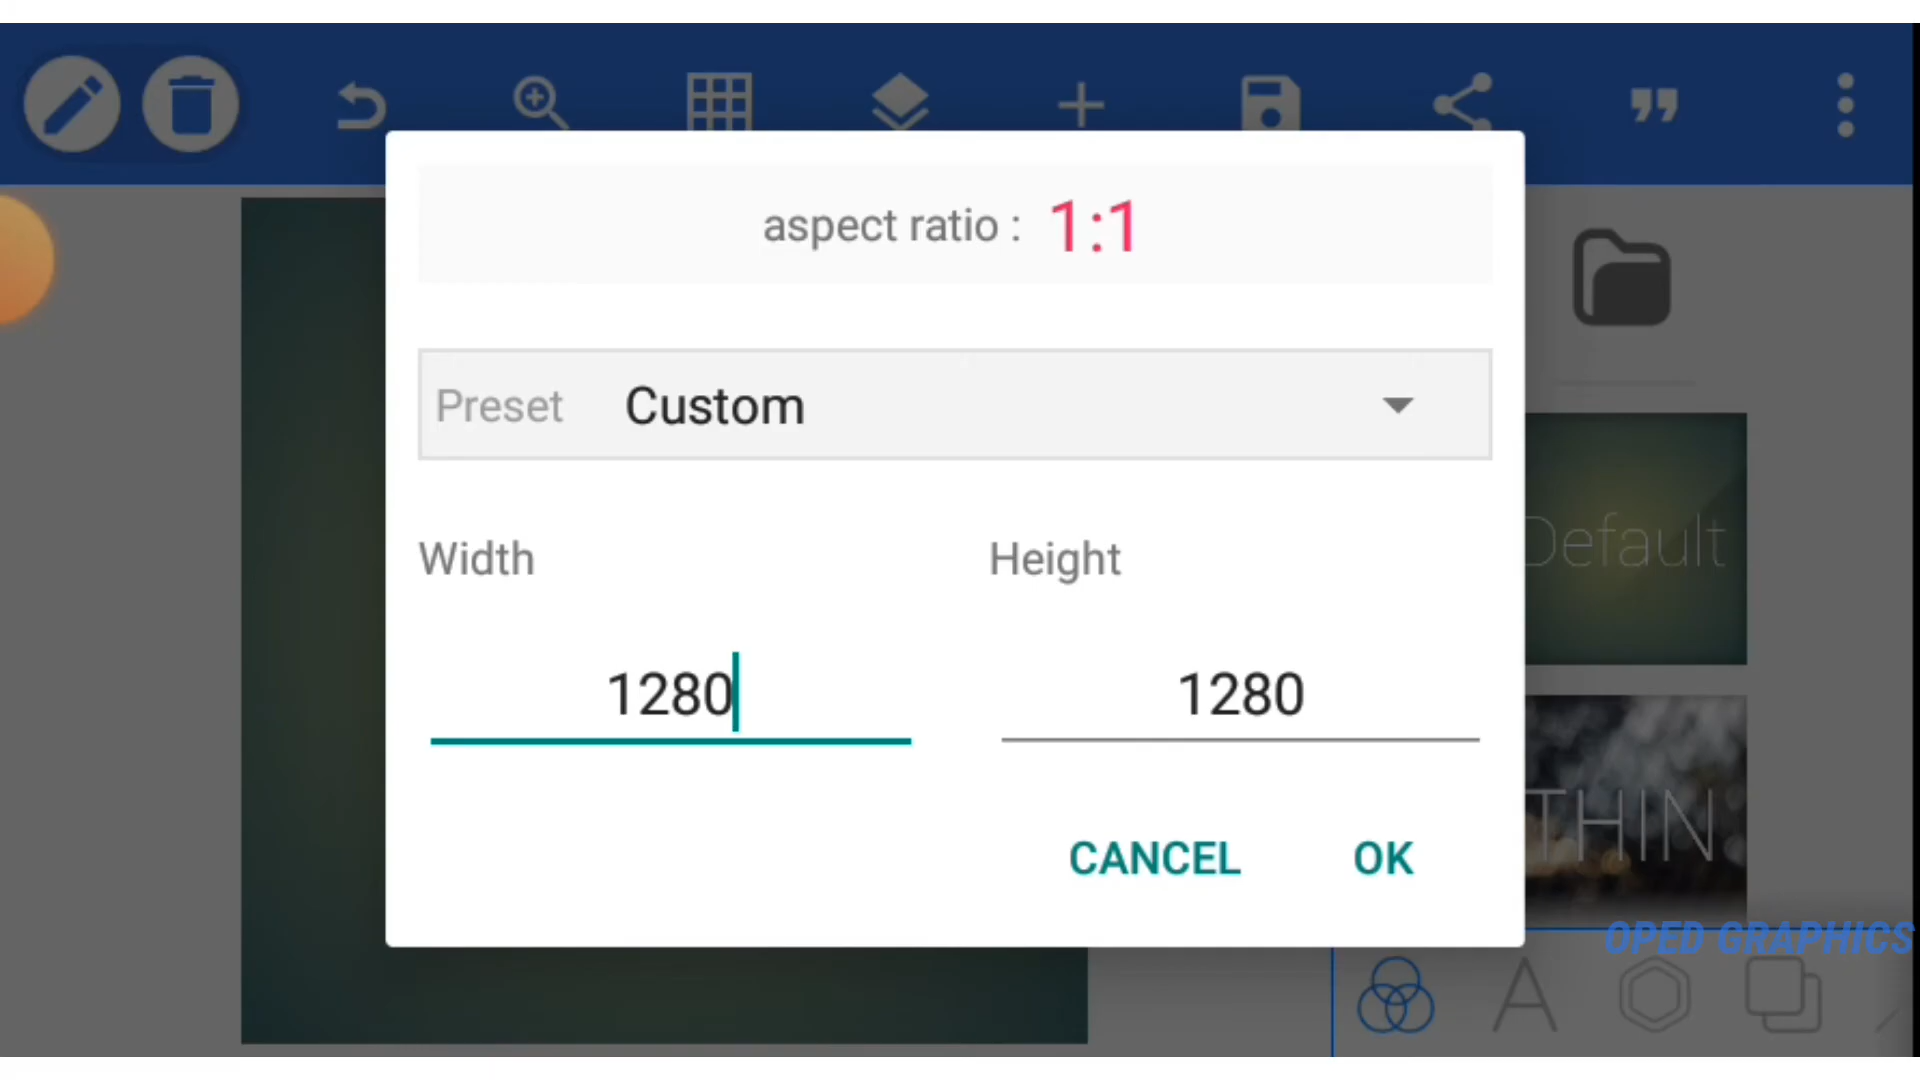 aspect ratio : 1:1
Preset Custom
Default
Width Height
1280 1280
THIN
CANCEL OK
OPED GRAPHICS
A